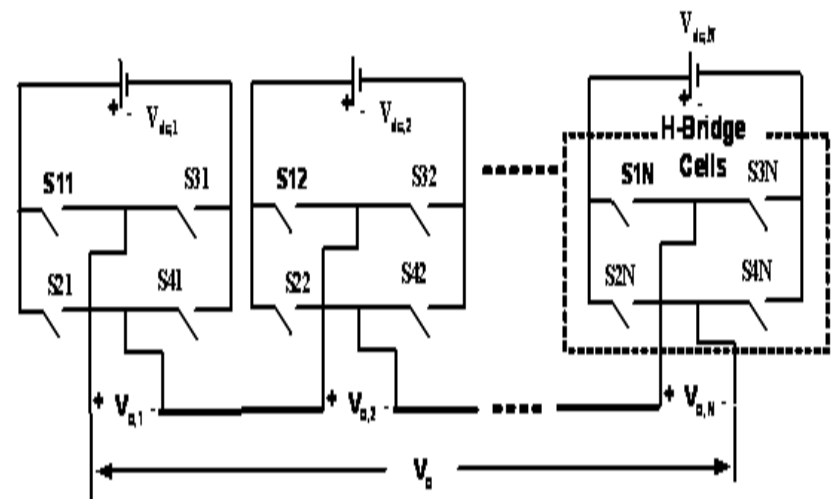 V_dc,N
V_dc,1
V_dc,2
+ -
+ -
+ -
H-Bridge
Cells
S11 S31 S12 S32 S1N S3N
S21 S41 S22 S42 S2N S4N
+ V_o,1 - + V_o,2 - + V_o,N -
V_o